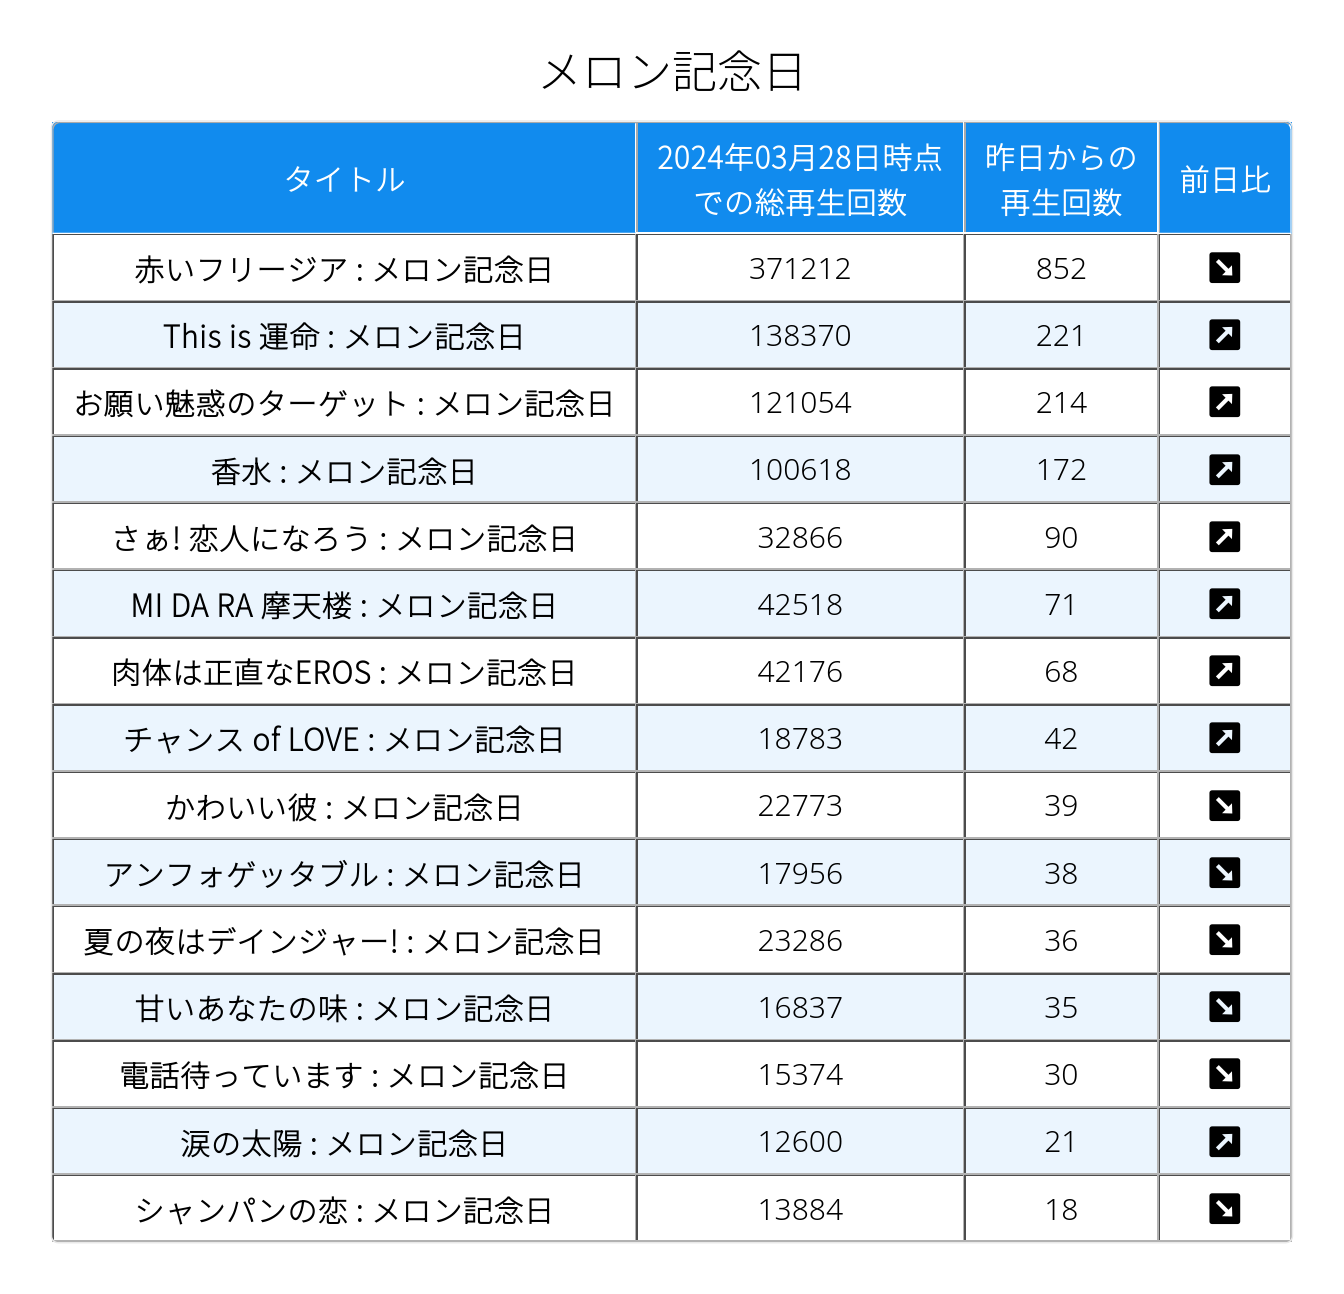 メロン記念日
タイトル
2024年03月28日時点
での総再生回数
昨日からの
再生回数
前日比
赤いフリージア : メロン記念日 371212 852 ↘
This is 運命 : メロン記念日 138370 221 ↗
お願い魅惑のターゲット : メロン記念日 121054 214 ↗
香水 : メロン記念日 100618 172 ↗
さぁ! 恋人になろう : メロン記念日 32866 90 ↗
MI DA RA 摩天楼 : メロン記念日 42518 71 ↗
肉体は正直なEROS : メロン記念日 42176 68 ↗
チャンス of LOVE : メロン記念日 18783 42 ↗
かわいい彼 : メロン記念日 22773 39 ↘
アンフォゲッタブル : メロン記念日 17956 38 ↘
夏の夜はデインジャー! : メロン記念日 23286 36 ↘
甘いあなたの味 : メロン記念日 16837 35 ↘
電話待っています : メロン記念日 15374 30 ↘
涙の太陽 : メロン記念日 12600 21 ↗
シャンパンの恋 : メロン記念日 13884 18 ↘